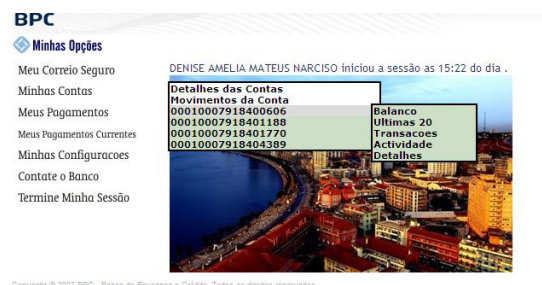 BPC
Minhas Opções
Meu Correio Seguro
Minhas Contas
Meus Pagamentos
Meus Pagamentos Currentes
Minhas Configuracoes
Contate o Banco
Termine Minha Sessão
DENISE AMELIA MATEUS NARCISO iniciou a sessão as 15:22 do dia .
Detalhes das Contas
Movimentos da Conta
00010007918400606
00010007918401188
00010007918401770
00010007918404389
Balanco
Ultimas 20
Transacoes
Actividade
Detalhes